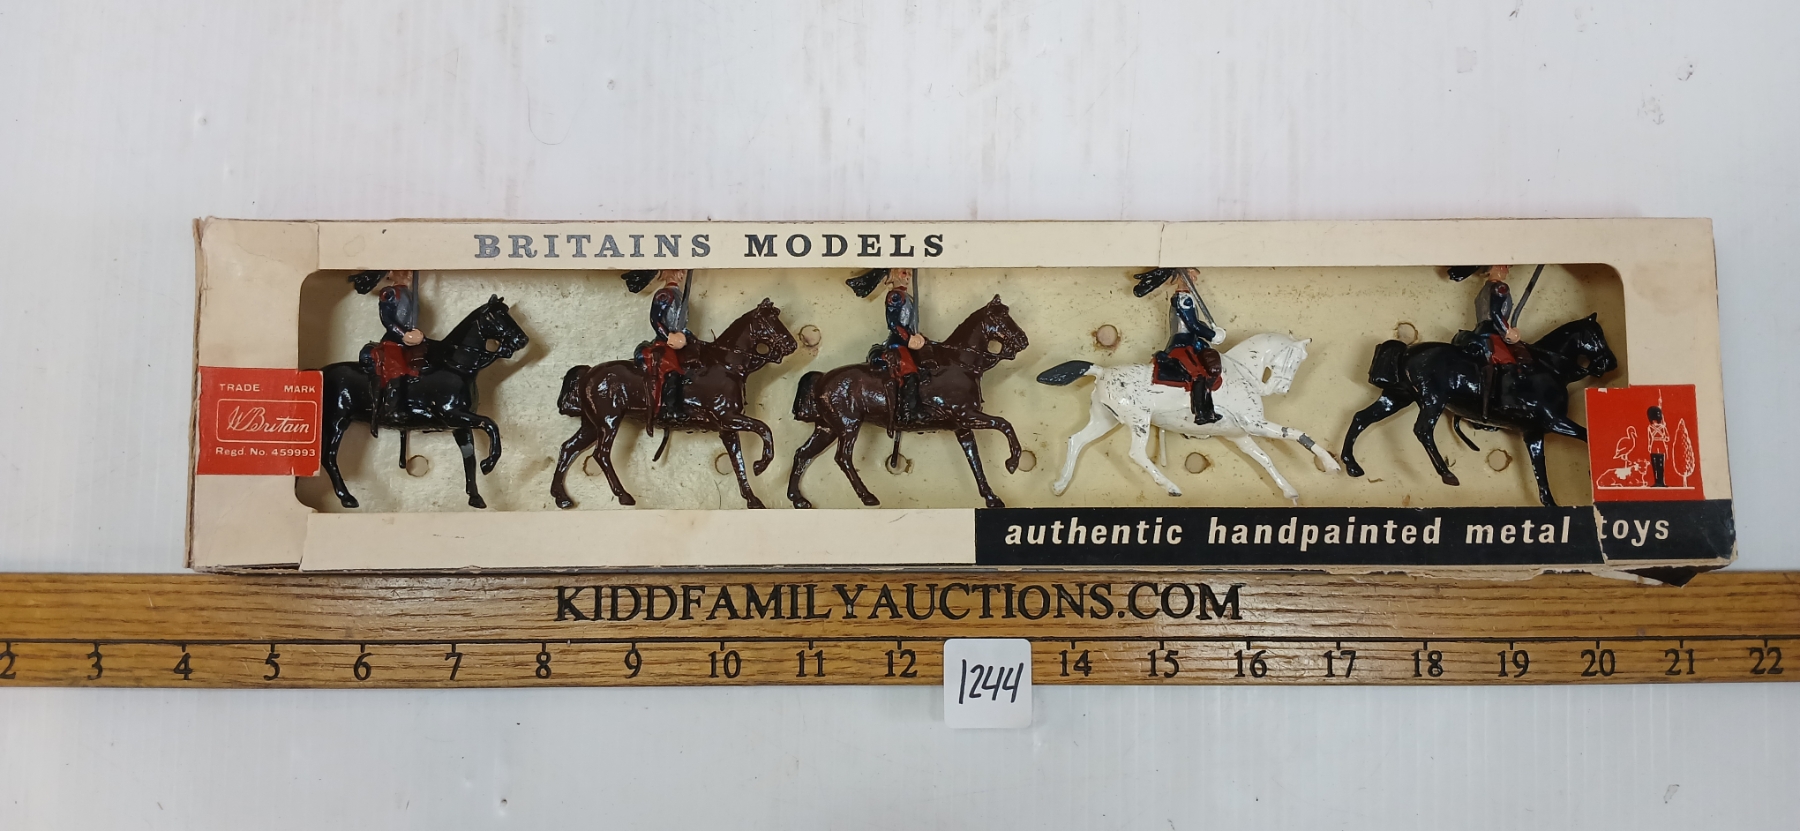 BRITAINS MODELS
TRADE MARK
W.Britain
Regd. No. 459993
authentic handpainted metal toys
KIDDFAMILYAUCTIONS.COM
2 3 4 5 6 7 8 9 10 11 12 14 15 16 17 18 19 20 21 22
1244